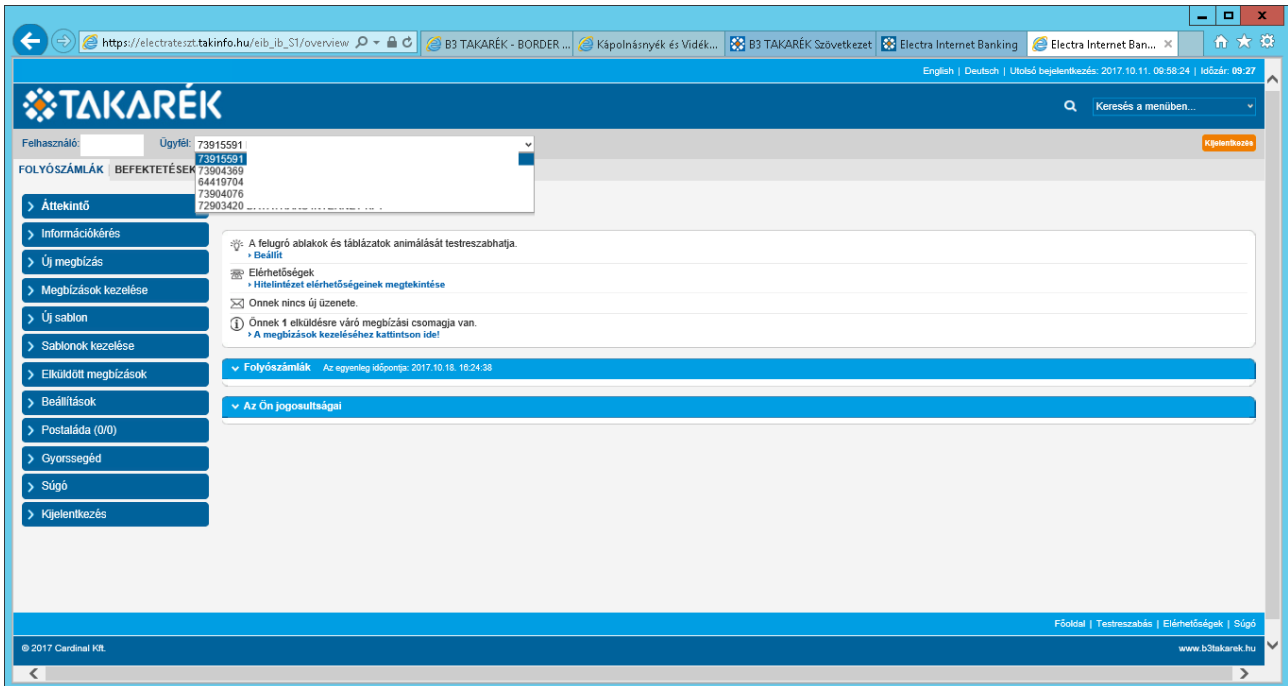 https://electrateszt.takinfo.hu/eib_ib_S1/overview
B3 TAKARÉK - BORDER ...
Kápolnásnyék és Vidék...
B3 TAKARÉK Szövetkezet
Electra Internet Banking
Electra Internet Ban...
English | Deutsch | Utolsó bejelentkezés: 2017.10.11. 09:58:24 | Időzár: 09:27
TAKARÉK
Keresés a menüben...
Felhasználó:
Ügyfél: 73915591
Kijelentkezés
73915591
73904369
64419704
73904076
72903420
FOLYÓSZÁMLÁK
BEFEKTETÉSEK
Áttekintő
Információkérés
Új megbízás
Megbízások kezelése
Új sablon
Sablonok kezelése
Elküldött megbízások
Beállítások
Postaláda (0/0)
Gyorssegéd
Súgó
Kijelentkezés
A felugró ablakok és táblázatok animálását testreszabhatja.
Beállít
Elérhetőségek
Hitelintézet elérhetőségeinek megtekintése
Önnek nincs új üzenete.
Önnek 1 elküldésre váró megbízási csomagja van.
A megbízások kezeléséhez kattintson ide!
Folyószámlák Az egyenleg időpontja: 2017.10.18. 16:24:38
Az Ön jogosultságai
Főoldal | Testreszabás | Elérhetőségek | Súgó
© 2017 Cardinal Kft.
www.b3takarek.hu